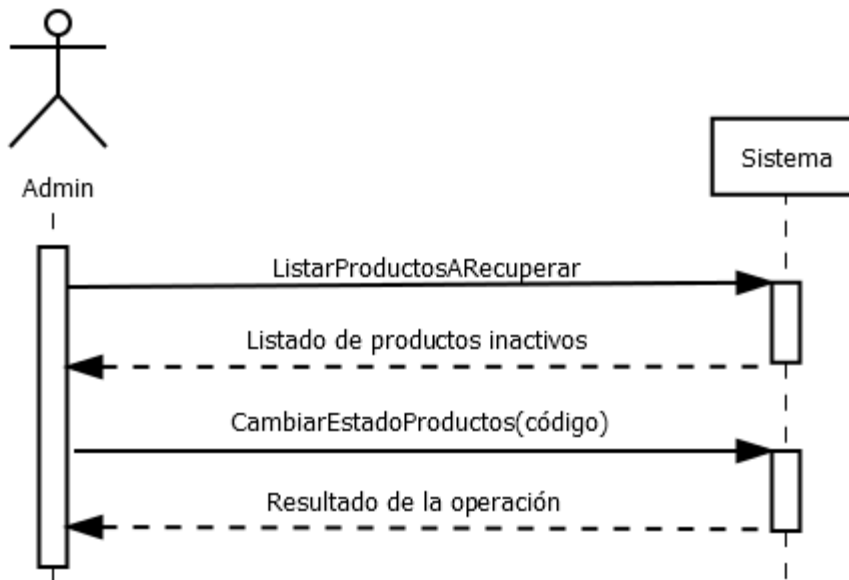 Sistema
Admin
ListarProductosARecuperar
Listado de productos inactivos
CambiarEstadoProductos(código)
Resultado de la operación